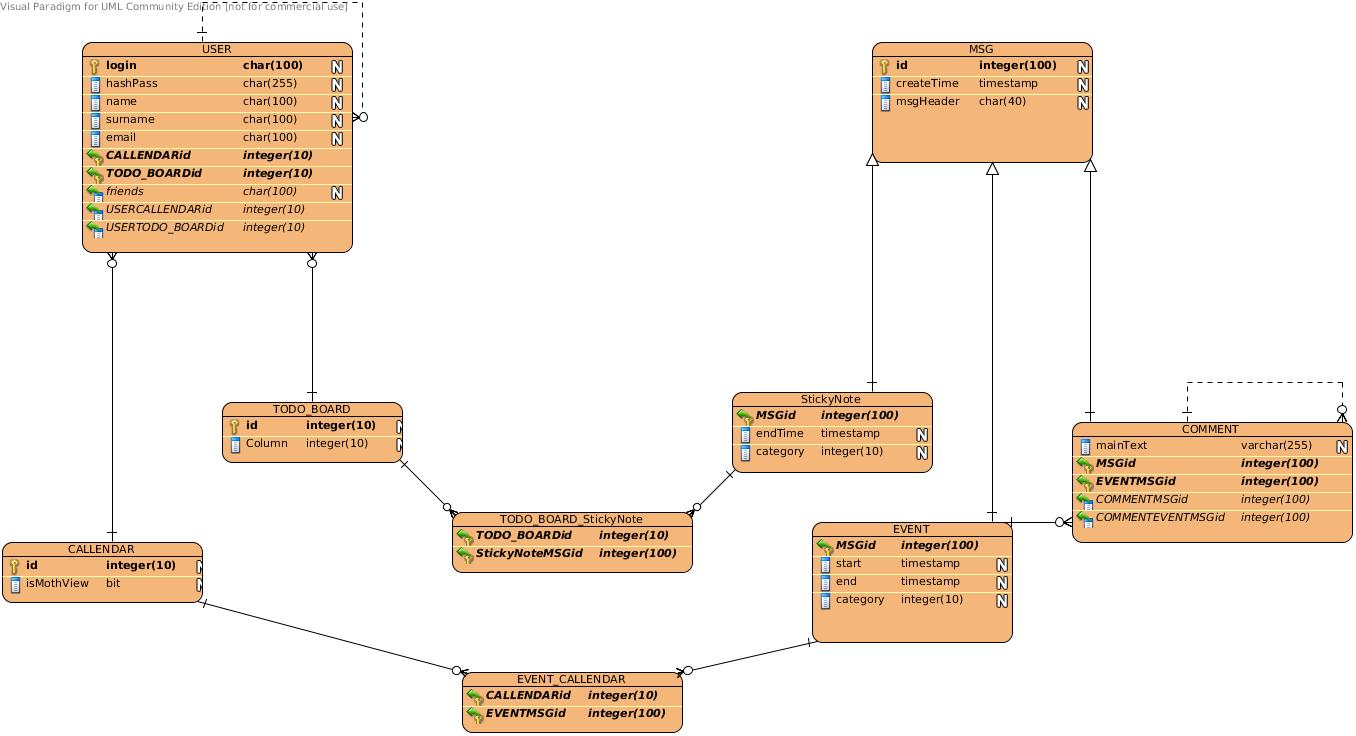 Visual Paradigm for UML Community Edition [not for commercial use]
USER
login char(100) N
hashPass char(255) N
name char(100) N
surname char(100) N
email char(100) N
CALLENDARid integer(10)
TODO_BOARDid integer(10)
friends char(100) N
USERCALLENDARid integer(10)
USERTODO_BOARDid integer(10)
MSG
id integer(100) N
createTime timestamp N
msgHeader char(40) N
TODO_BOARD
id integer(10) N
Column integer(10) N
StickyNote
MSGid integer(100)
endTime timestamp N
category integer(10) N
COMMENT
mainText varchar(255) N
MSGid integer(100)
EVENTMSGid integer(100)
COMMENTMSGid integer(100)
COMMENTEVENTMSGid integer(100)
TODO_BOARD_StickyNote
TODO_BOARDid integer(10)
StickyNoteMSGid integer(100)
EVENT
MSGid integer(100)
start timestamp N
end timestamp N
category integer(10) N
CALLENDAR
id integer(10) N
isMothView bit N
EVENT_CALLENDAR
CALLENDARid integer(10)
EVENTMSGid integer(100)